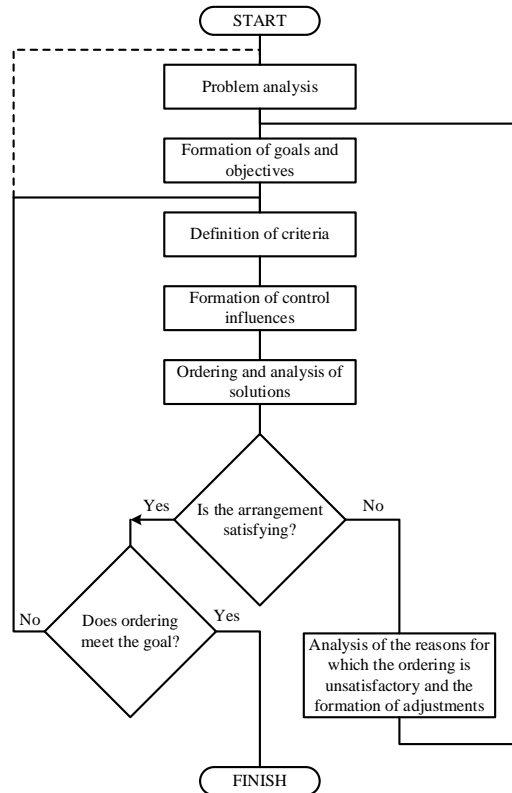 START
Problem analysis
Formation of goals and
objectives
Definition of criteria
Formation of control
influences
Ordering and analysis of
solutions
Is the arrangement
satisfying?
Yes
No
Does ordering
meet the goal?
No
Yes
Analysis of the reasons for
which the ordering is
unsatisfactory and the
formation of adjustments
FINISH